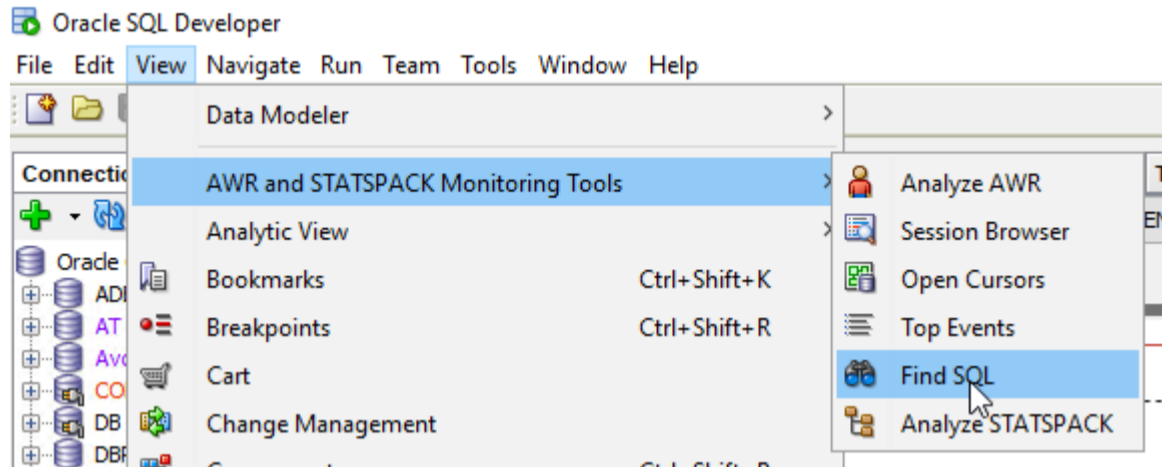 Oracle SQL Developer
File Edit View Navigate Run Team Tools Window Help
Data Modeler
Connectio
AWR and STATSPACK Monitoring Tools
Analyze AWR
Analytic View
Session Browser
Oracle
Bookmarks Ctrl+Shift+K
Open Cursors
AT
Breakpoints Ctrl+Shift+R
Top Events
Avo
Cart
Find SQL
CO
DB
Change Management
Analyze STATSPACK